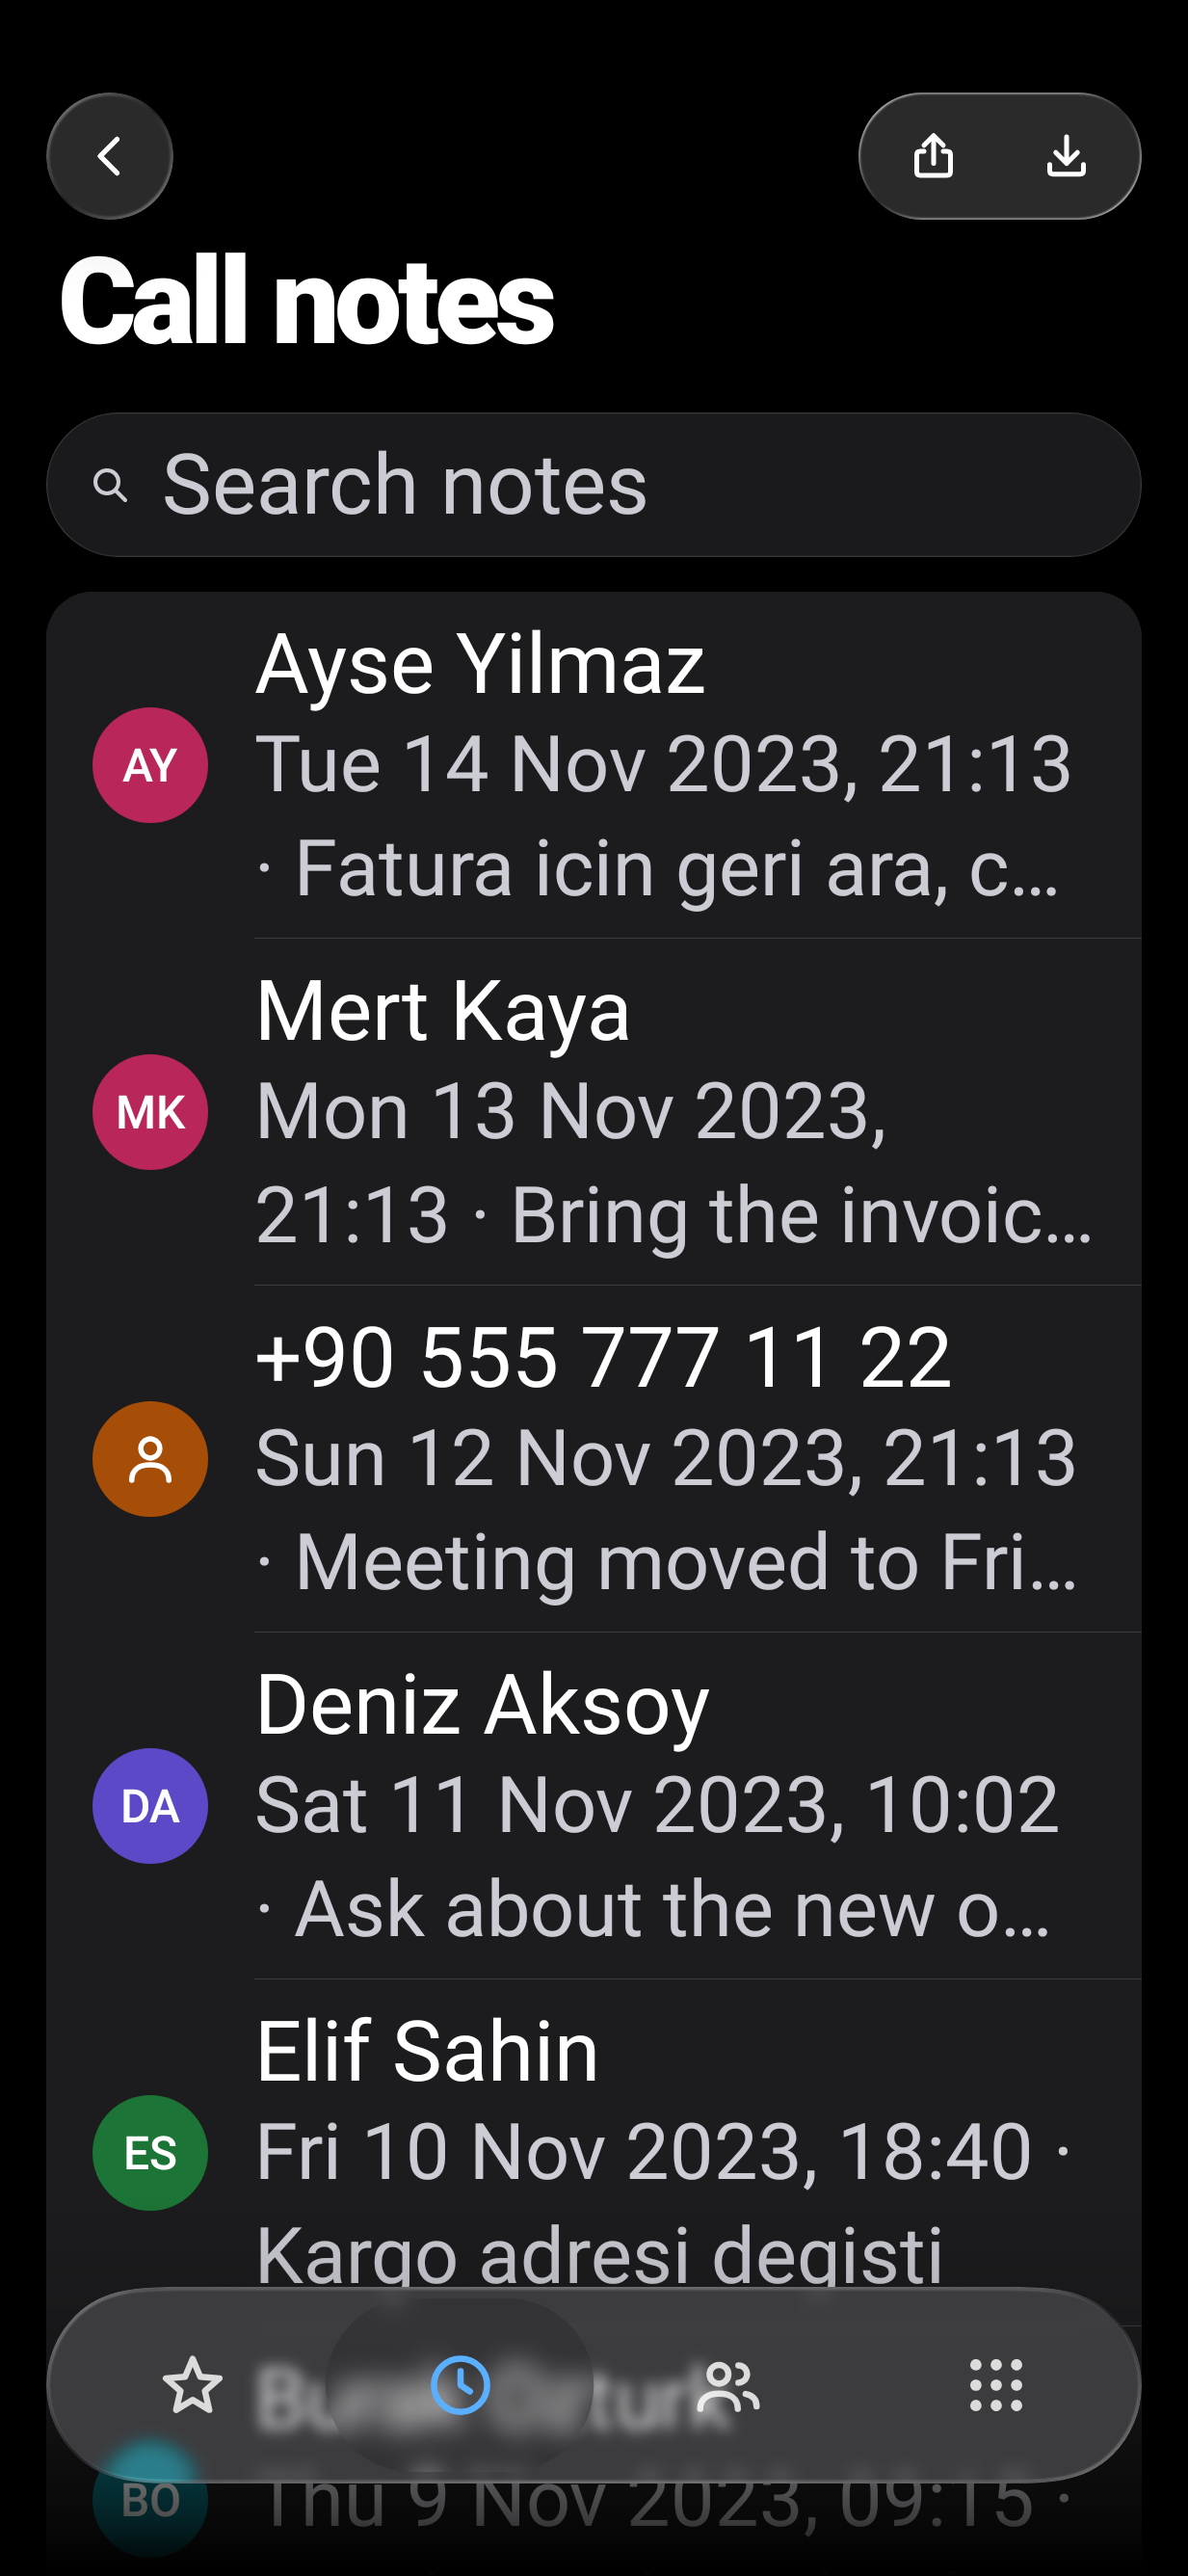 Call notes
Search notes
Ayse Yilmaz
AY
Tue 14 Nov 2023, 21:13
· Fatura icin geri ara, c…
Mert Kaya
MK
Mon 13 Nov 2023,
21:13 · Bring the invoic…
+90 555 777 11 22
Sun 12 Nov 2023, 21:13
· Meeting moved to Fri…
Deniz Aksoy
DA
Sat 11 Nov 2023, 10:02
· Ask about the new o…
Elif Sahin
ES
Fri 10 Nov 2023, 18:40 ·
Kargo adresi degisti
BO
Thu 9 Nov 2023, 09:15 ·